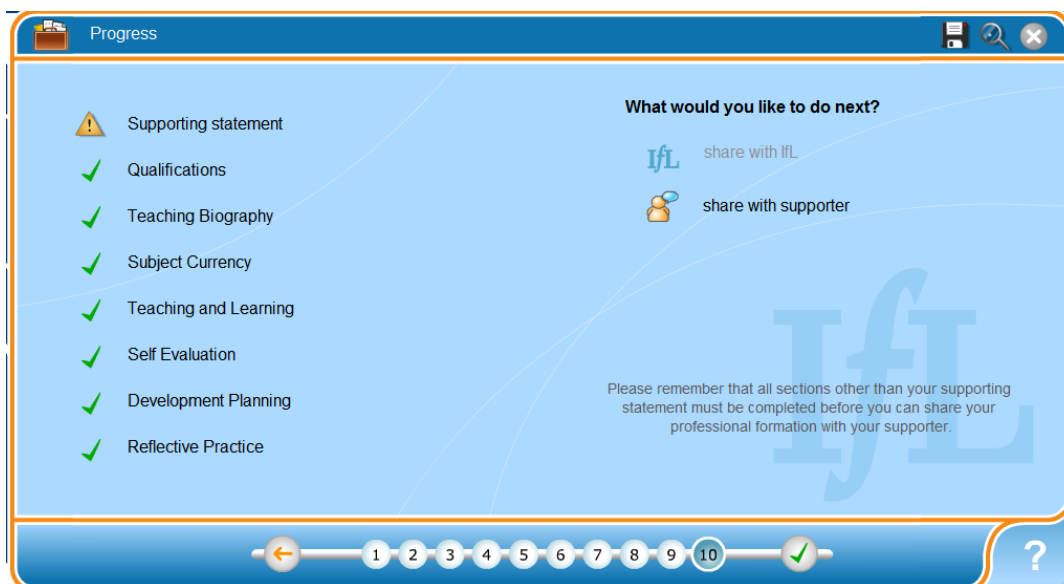 Progress
Supporting statement
Qualifications
Teaching Biography
Subject Currency
Teaching and Learning
Self Evaluation
Development Planning
Reflective Practice
What would you like to do next?
IfL share with IfL
share with supporter
IfL
Please remember that all sections other than your supporting
statement must be completed before you can share your
professional formation with your supporter.
1 2 3 4 5 6 7 8 9 10
?